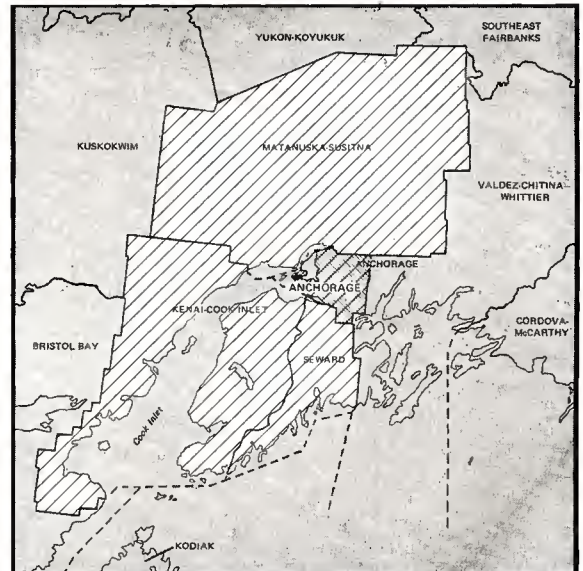 SOUTHEAST
FAIRBANKS
YUKON-KOYUKUK
KUSKOKWIM
MATANUSKA-SUSITNA
VALDEZ-CHITINA-
WHITTIER
ANCHORAGE
ANCHORAGE
KENAI-COOK INLET
CORDOVA-
McCARTHY
BRISTOL BAY
SEWARD
Cook Inlet
KODIAK